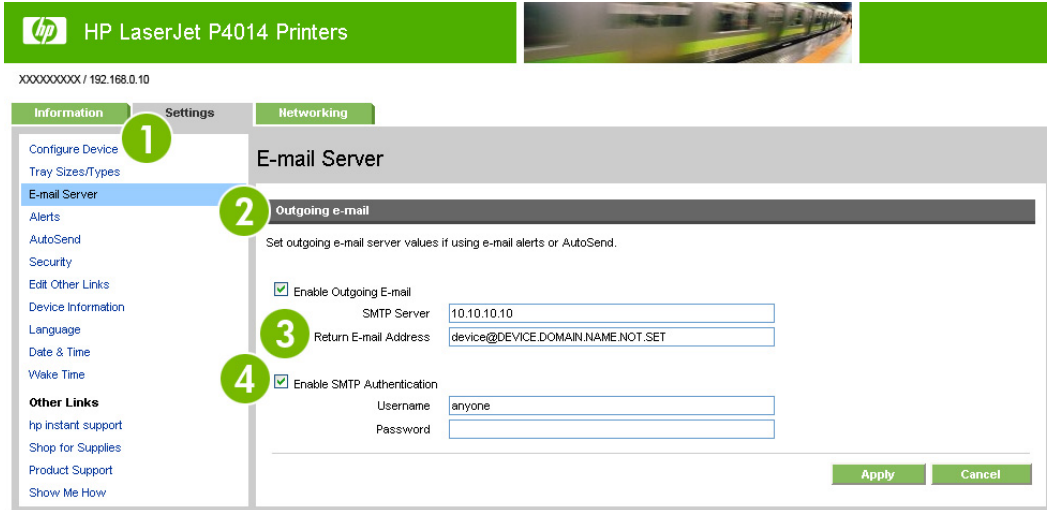 hp HP LaserJet P4014 Printers
XXXXXXXXX / 192.168.0.10
Information Settings Networking
1
Configure Device
Tray Sizes/Types
E-mail Server
Alerts
AutoSend
Security
Edit Other Links
Device Information
Language
Date & Time
Wake Time
Other Links
hp instant support
Shop for Supplies
Product Support
Show Me How
E-mail Server
2 Outgoing e-mail
Set outgoing e-mail server values if using e-mail alerts or AutoSend.
Enable Outgoing E-mail
SMTP Server 10.10.10.10
3 Return E-mail Address device@DEVICE.DOMAIN.NAME.NOT.SET
4 Enable SMTP Authentication
Username anyone
Password
Apply Cancel